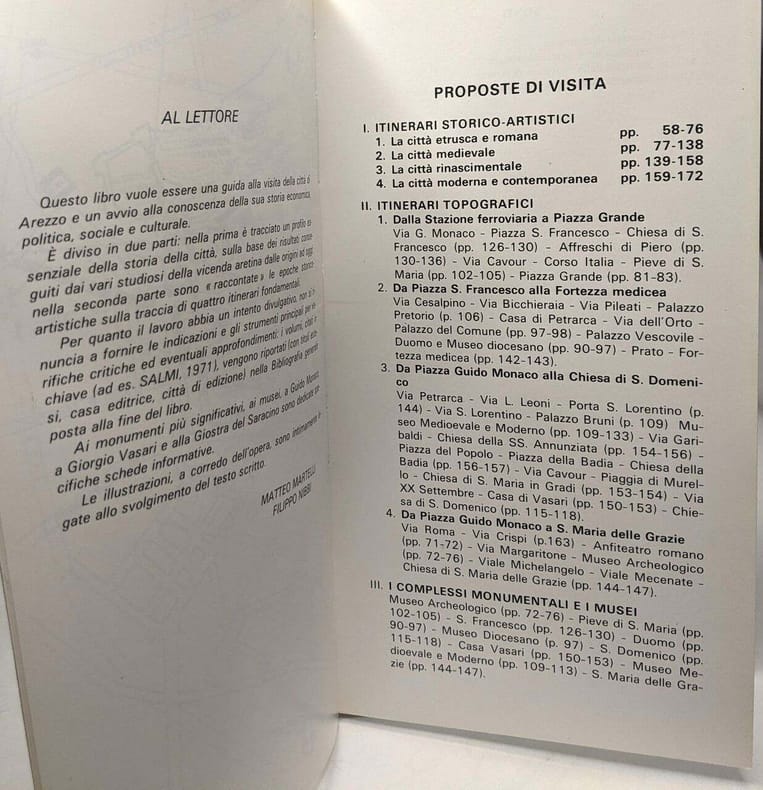 AL LETTORE
Questo libro vuole essere una guida alla visita della città di
Arezzo e un avvio alla conoscenza della sua storia economica,
politica, sociale e culturale.
È diviso in due parti: nella prima è tracciato un profilo es-
senziale della storia della città, sulla base dei risultati
guiti dai vari studiosi della vicenda aretina dalle origini ad oggi;
nella seconda parte sono « raccontate » le epoche
artistiche sulla traccia di quattro itinerari fondamentali.
Per quanto il lavoro abbia un intento divulgativo, non si
nuncia a fornire le indicazioni e gli strumenti principali per
rifiche critiche ed eventuali approfondimenti: i volumi, citati
chiave (ad es. SALMI, 1971), vengono riportati (con titoli
si, casa editrice, città di edizione) nella Bibliografia generale
posta alla fine del libro.
Ai monumenti più significativi, ai musei, a Guido Monaco,
a Giorgio Vasari e alla Giostra del Saracino sono dedicate
cifiche schede informative.
Le illustrazioni, a corredo dell'opera, sono intimamente
gate allo svolgimento del testo scritto.
MATTEO MARTELLI
FILIPPO NIBBI
PROPOSTE DI VISITA
I. ITINERARI STORICO-ARTISTICI
1. La città etrusca e romana pp. 58-76
2. La città medievale pp. 77-138
3. La città rinascimentale pp. 139-158
4. La città moderna e contemporanea pp. 159-172
II. ITINERARI TOPOGRAFICI
1. Dalla Stazione ferroviaria a Piazza Grande
Via G. Monaco - Piazza S. Francesco - Chiesa di S.
Francesco (pp. 126-130) - Affreschi di Piero (pp.
130-136) - Via Cavour - Corso Italia - Pieve di S.
Maria (pp. 102-105) - Piazza Grande (pp. 81-83).
2. Da Piazza S. Francesco alla Fortezza medicea
Via Cesalpino - Via Bicchieraia - Via Pileati - Palazzo
Pretorio (p. 106) - Casa di Petrarca - Via dell'Orto -
Palazzo del Comune (pp. 97-98) - Palazzo Vescovile -
Duomo e Museo diocesano (pp. 90-97) - Prato - For-
tezza medicea (pp. 142-143).
3. Da Piazza Guido Monaco alla Chiesa di S. Domeni-
co
Via Petrarca - Via L. Leoni - Porta S. Lorentino (p.
144) - Via S. Lorentino - Palazzo Bruni (p. 109) Mu-
seo Medioevale e Moderno (pp. 109-133) - Via Gari-
baldi - Chiesa della SS. Annunziata (pp. 154-156) -
Piazza del Popolo - Piazza della Badia - Chiesa della
Badia (pp. 156-157) - Via Cavour - Piaggia di Murel-
lo - Chiesa di S. Maria in Gradi (pp. 153-154) - Via
XX Settembre - Casa di Vasari (pp. 150-153) - Chie-
sa di S. Domenico (pp. 115-118).
4. Da Piazza Guido Monaco a S. Maria delle Grazie
Via Roma - Via Crispi (p.163) - Anfiteatro romano
(pp. 71-72) - Via Margaritone - Museo Archeologico
(pp. 72-76) - Viale Michelangelo - Viale Mecenate -
Chiesa di S. Maria delle Grazie (pp. 144-147).
III. I COMPLESSI MONUMENTALI E I MUSEI
Museo Archeologico (pp. 72-76) - Pieve di S. Maria (pp.
102-105) - S. Francesco (pp. 126-130) - Duomo (pp.
90-97) - Museo Diocesano (p. 97) - S. Domenico (pp.
115-118) - Casa Vasari (pp. 150-153) - Museo Me-
dioevale e Moderno (pp. 109-113) - S. Maria delle Gra-
zie (pp. 144-147).